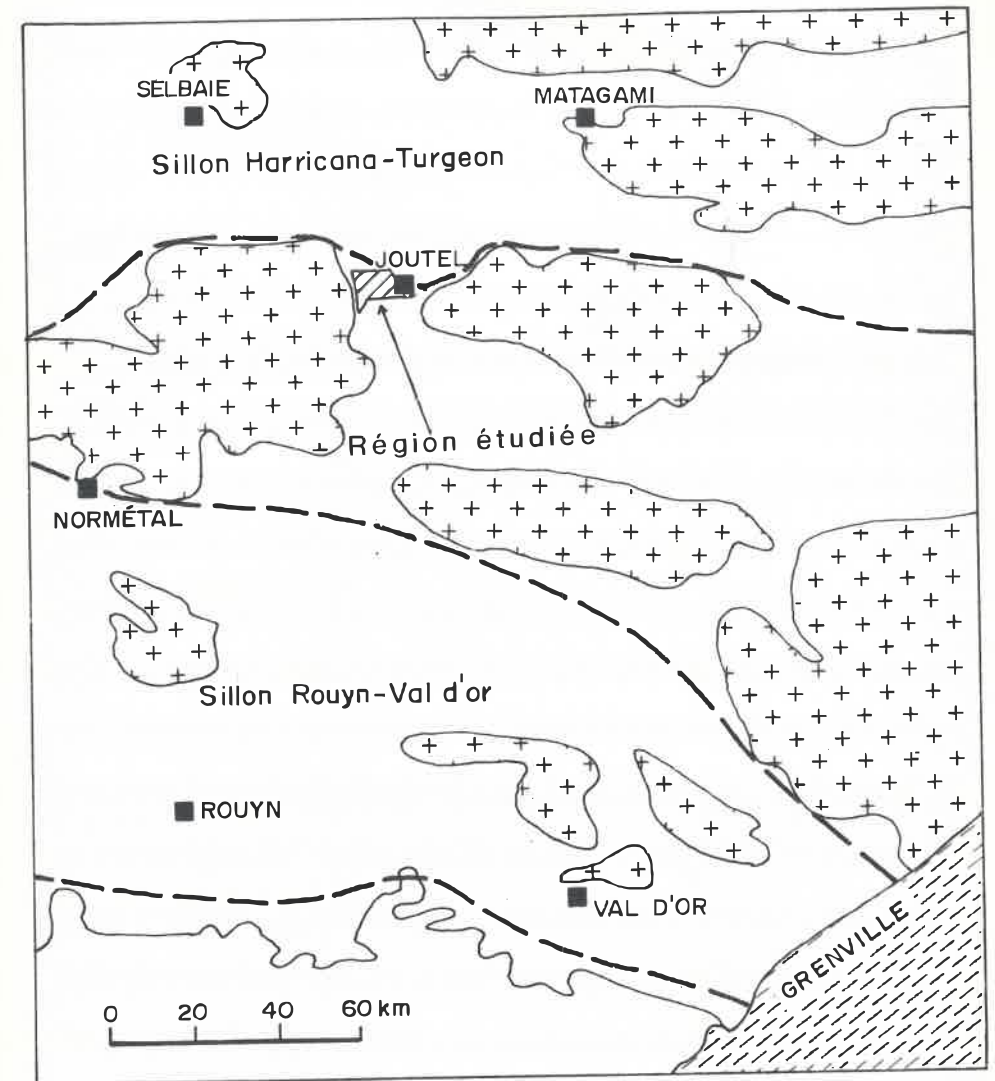 SELBAIE
MATAGAMI
Sillon Harricana-Turgeon
JOUTEL
Région étudiée
NORMÉTAL
Sillon Rouyn-Val d'or
ROUYN
VAL D'OR
GRENVILLE
0 20 40 60 km